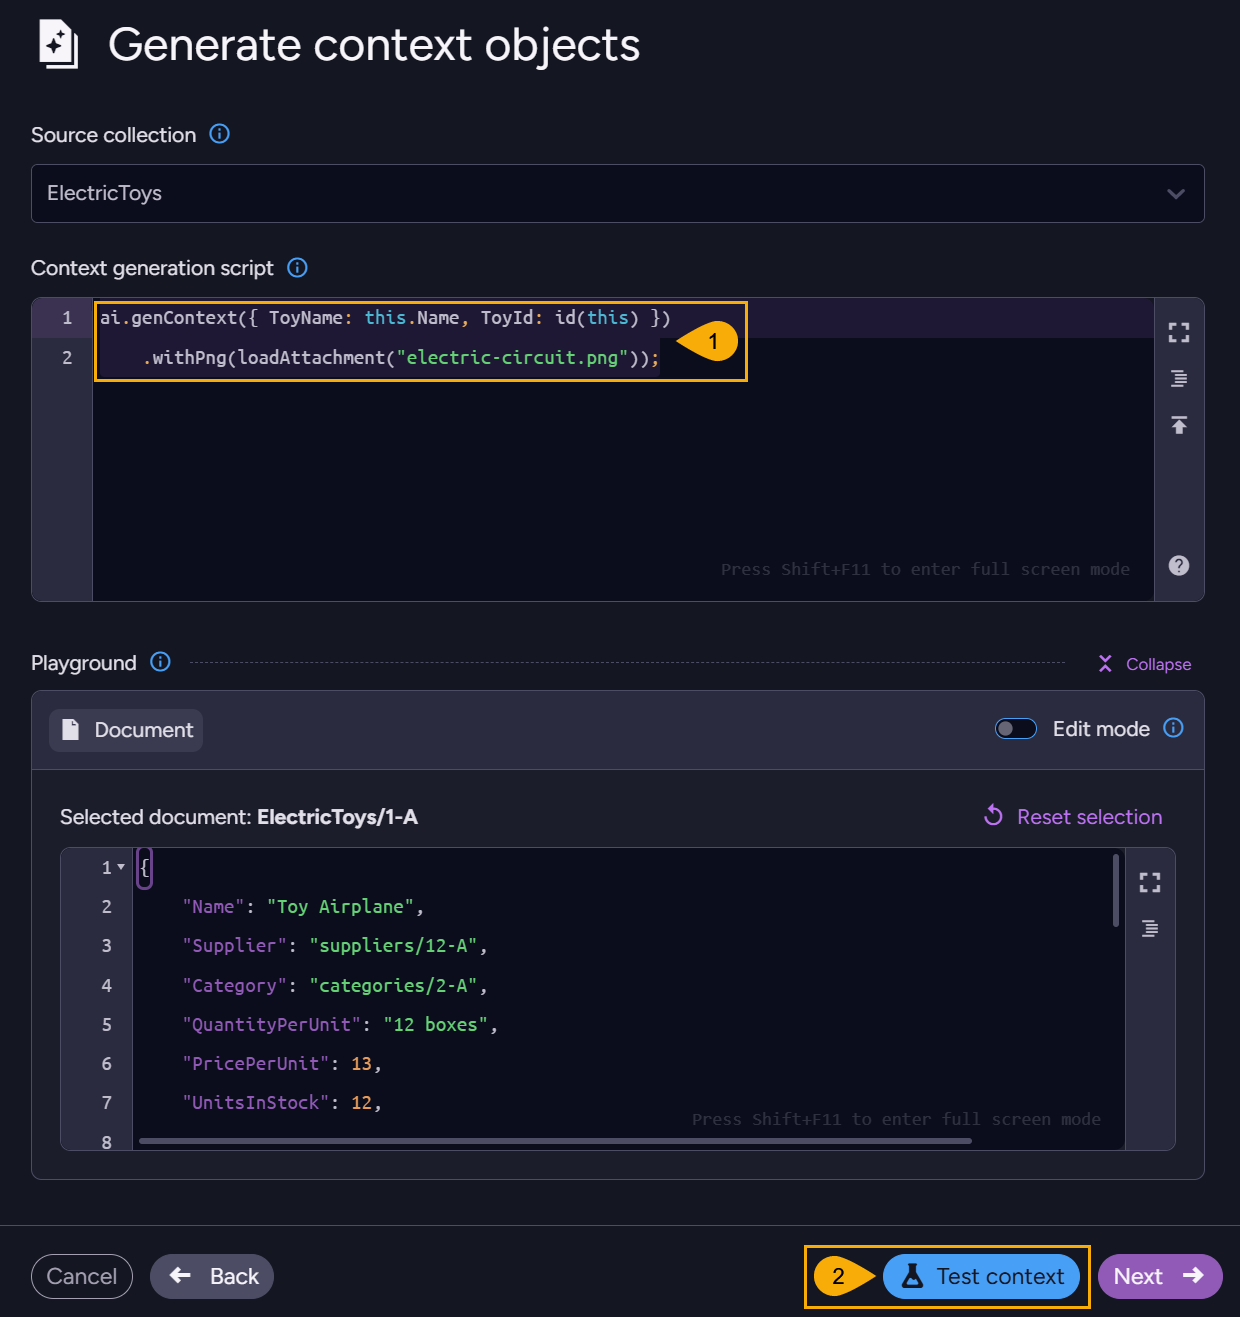 Generate context objects
Source collection
ElectricToys
Context generation script
1 ai.genContext({ ToyName: this.Name, ToyId: id(this) })
2 .withPng(loadAttachment("electric-circuit.png"));
1
Press Shift+F11 to enter full screen mode
Playground
Collapse
Document
Edit mode
Selected document: ElectricToys/1-A
Reset selection
1 {
2 "Name": "Toy Airplane",
3 "Supplier": "suppliers/12-A",
4 "Category": "categories/2-A",
5 "QuantityPerUnit": "12 boxes",
6 "PricePerUnit": 13,
7 "UnitsInStock": 12,
Press Shift+F11 to enter full screen mode
8
Cancel
Back
2
Test context
Next